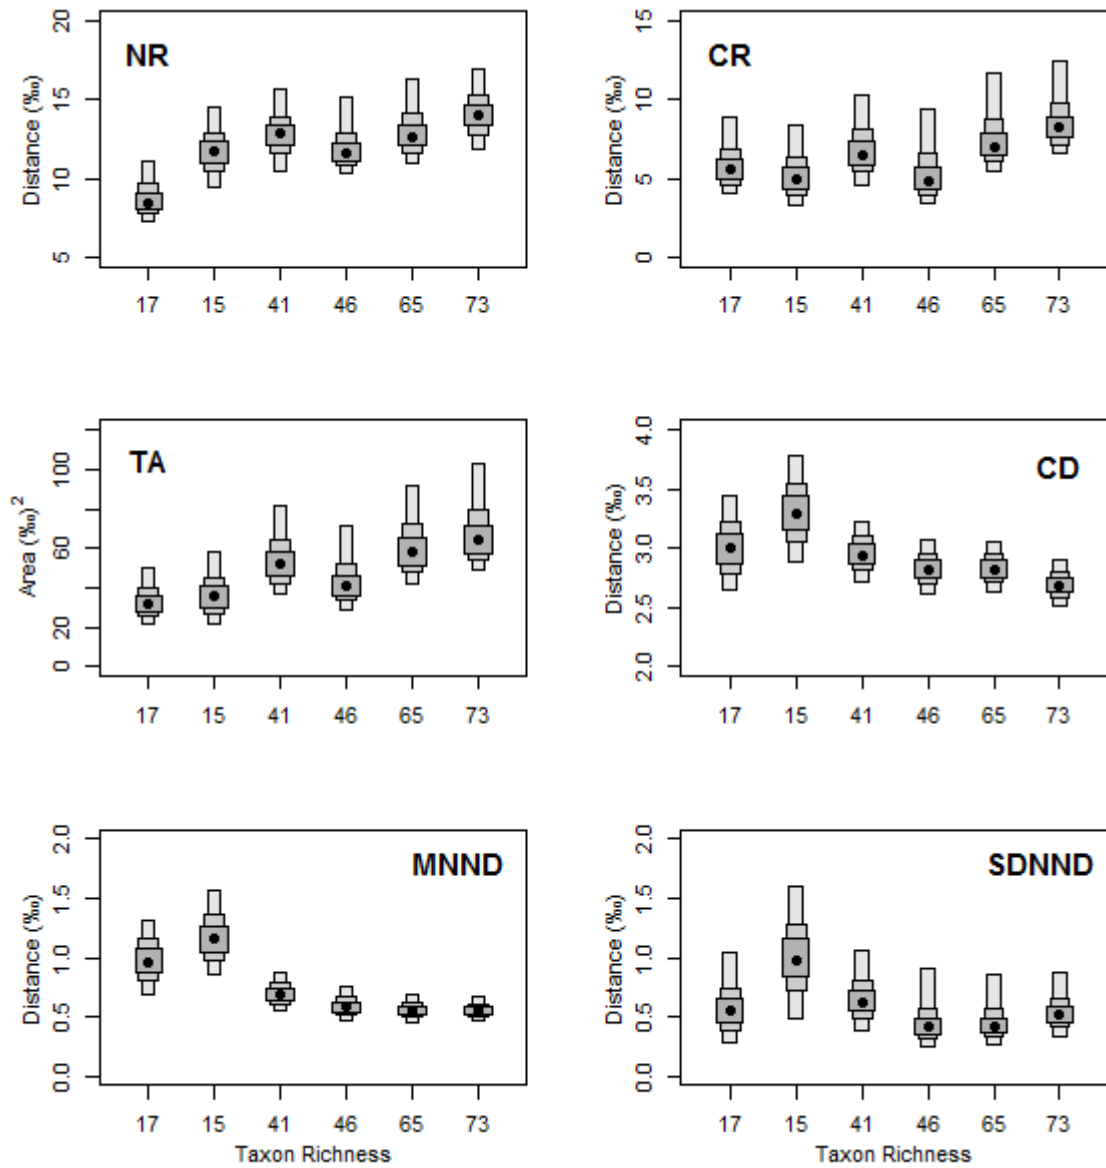 NR
Distance (‰)
20
15
10
5
17 15 41 46 65 73
CR
Distance (‰)
15
10
5
0
17 15 41 46 65 73
TA
Area (‰)²
100
60
20
0
17 15 41 46 65 73
CD
Distance (‰)
4.0
3.5
3.0
2.5
2.0
17 15 41 46 65 73
MNND
Distance (‰)
2.0
1.5
1.0
0.5
0.0
17 15 41 46 65 73
Taxon Richness
SDNND
Distance (‰)
2.0
1.5
1.0
0.5
0.0
17 15 41 46 65 73
Taxon Richness